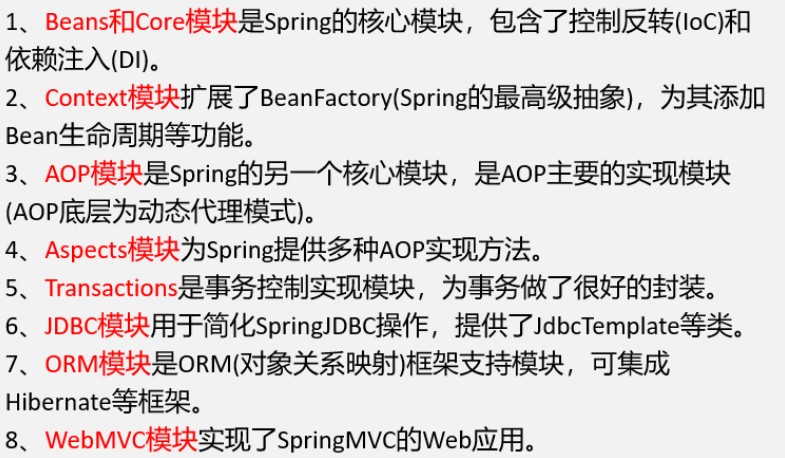 1、Beans和Core模块是Spring的核心模块，包含了控制反转(IoC)和
依赖注入(DI)。
2、Context模块扩展了BeanFactory(Spring的最高级抽象)，为其添加
Bean生命周期等功能。
3、AOP模块是Spring的另一个核心模块，是AOP主要的实现模块
(AOP底层为动态代理模式)。
4、Aspects模块为Spring提供多种AOP实现方法。
5、Transactions是事务控制实现模块，为事务做了很好的封装。
6、JDBC模块用于简化SpringJDBC操作，提供了JdbcTemplate等类。
7、ORM模块是ORM(对象关系映射)框架支持模块，可集成
Hibernate等框架。
8、WebMVC模块实现了SpringMVC的Web应用。